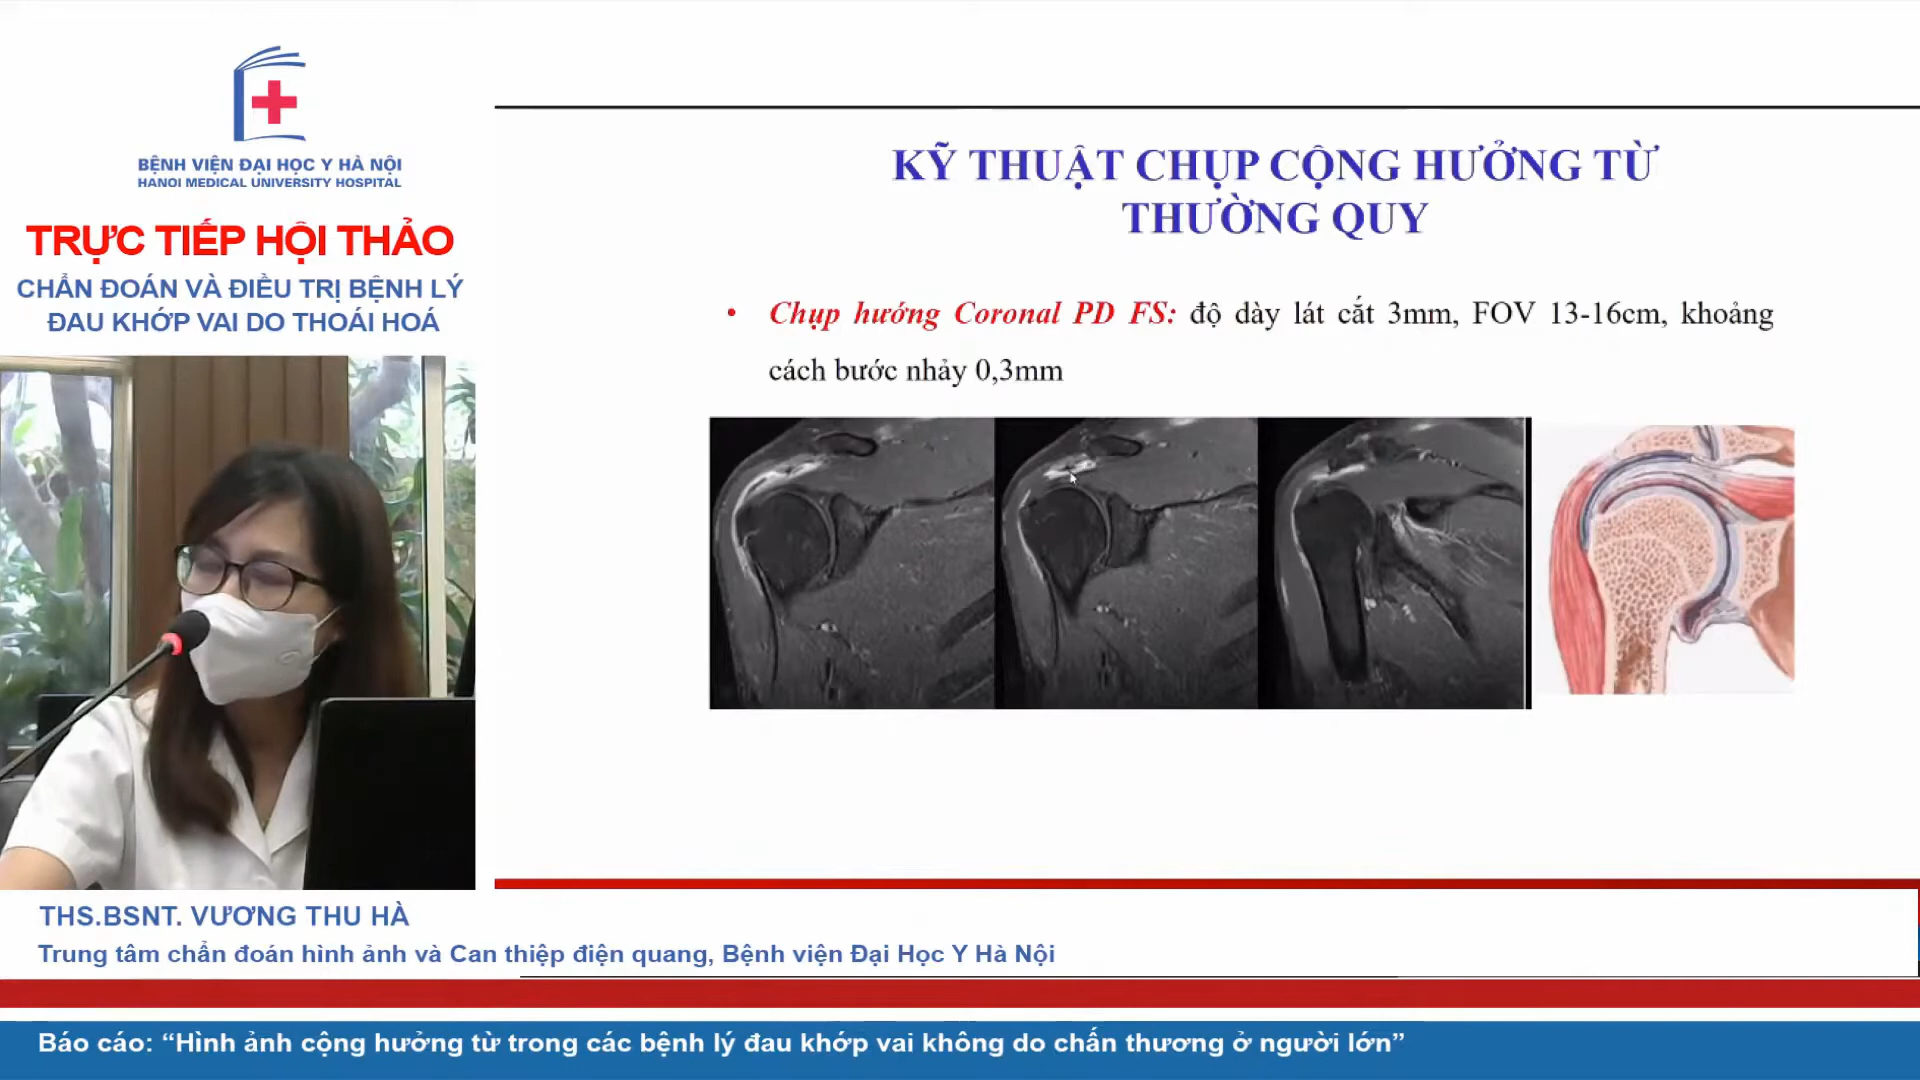 BỆNH VIỆN ĐẠI HỌC Y HÀ NỘI
HANOI MEDICAL UNIVERSITY HOSPITAL
TRỰC TIẾP HỘI THẢO
CHẨN ĐOÁN VÀ ĐIỀU TRỊ BỆNH LÝ
ĐAU KHỚP VAI DO THOÁI HOÁ
KỸ THUẬT CHỤP CỘNG HƯỞNG TỪ
THƯỜNG QUY
• Chụp hướng Coronal PD FS: độ dày lát cắt 3mm, FOV 13-16cm, khoảng
cách bước nhảy 0,3mm
THS.BSNT. VƯƠNG THU HÀ
Trung tâm chẩn đoán hình ảnh và Can thiệp điện quang, Bệnh viện Đại Học Y Hà Nội
Báo cáo: “Hình ảnh cộng hưởng từ trong các bệnh lý đau khớp vai không do chấn thương ở người lớn”